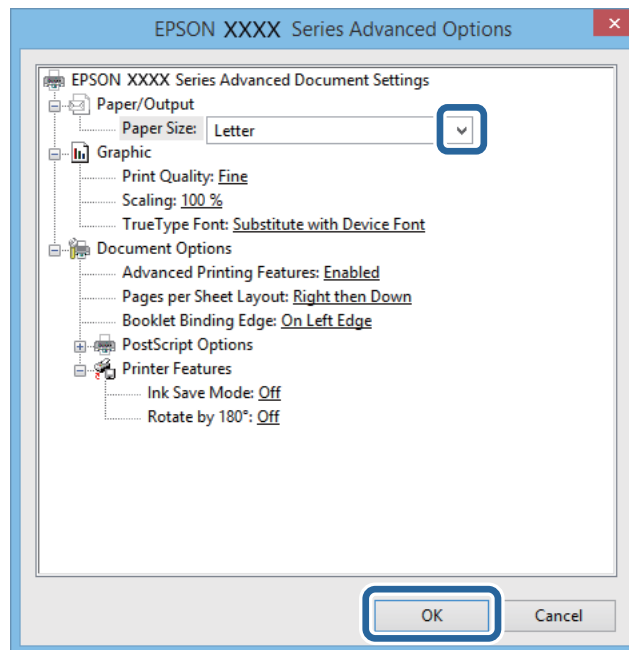 EPSON XXXX Series Advanced Options
EPSON XXXX Series Advanced Document Settings
Paper/Output
Paper Size: Letter
Graphic
Print Quality: Fine
Scaling: 100 %
TrueType Font: Substitute with Device Font
Document Options
Advanced Printing Features: Enabled
Pages per Sheet Layout: Right then Down
Booklet Binding Edge: On Left Edge
PostScript Options
Printer Features
Ink Save Mode: Off
Rotate by 180°: Off
OK Cancel